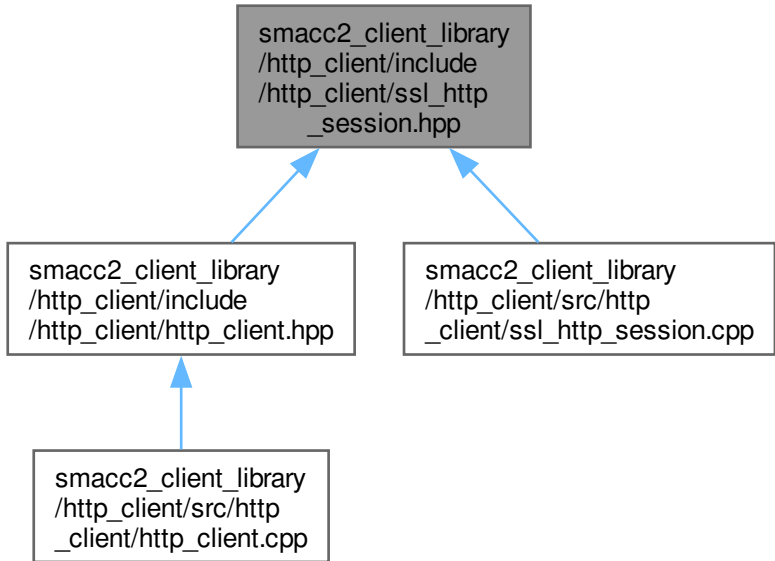 smacc2_client_library
/http_client/include
/http_client/ssl_http
_session.hpp
smacc2_client_library
/http_client/include
/http_client/http_client.hpp
smacc2_client_library
/http_client/src/http
_client/ssl_http_session.cpp
smacc2_client_library
/http_client/src/http
_client/http_client.cpp